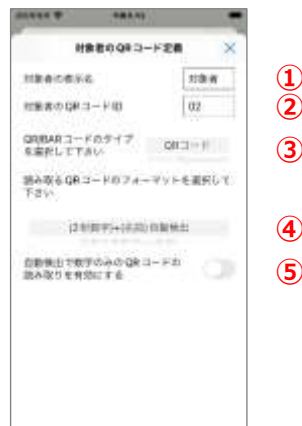 対象者のQRコード定義
対象者の表示名 対象者 ①
対象者のQRコードID 02 ②
QR/BARコードのタイプ
を選択して下さい QRコード ③
読み取るQRコードのフォーマットを選択して
下さい
(2桁数字)+(名前)自動検出 ④
自動検出で数字のみのQRコードの
読み取りを有効にする ⑤